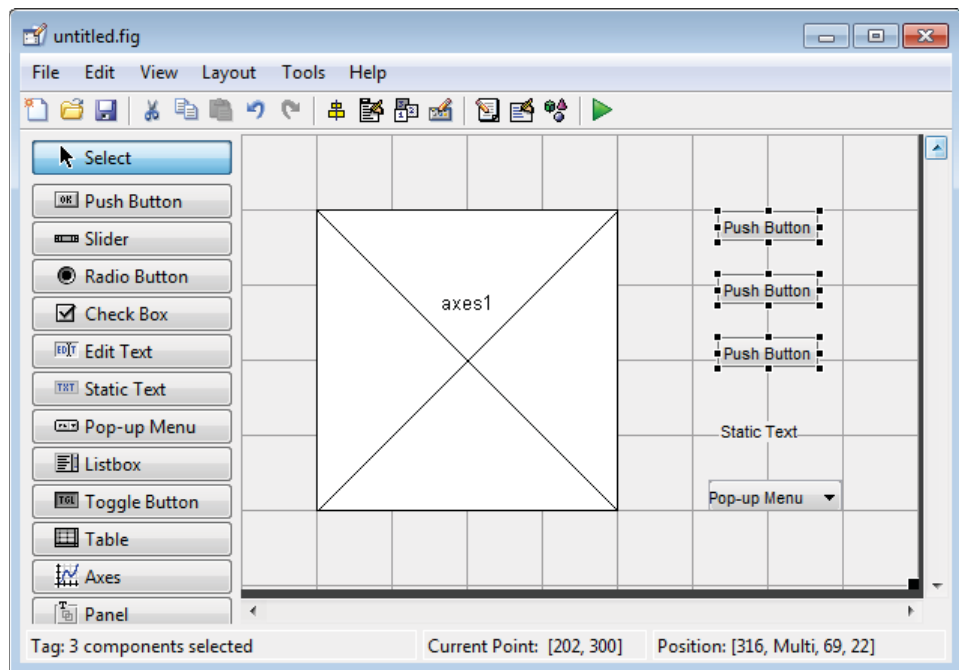 untitled.fig
File Edit View Layout Tools Help
Select
Push Button
Slider
Radio Button
Check Box
Edit Text
Static Text
Pop-up Menu
Listbox
Toggle Button
Table
Axes
Panel
axes1
Push Button
Push Button
Push Button
Static Text
Pop-up Menu
Tag: 3 components selected
Current Point: [202, 300]
Position: [316, Multi, 69, 22]